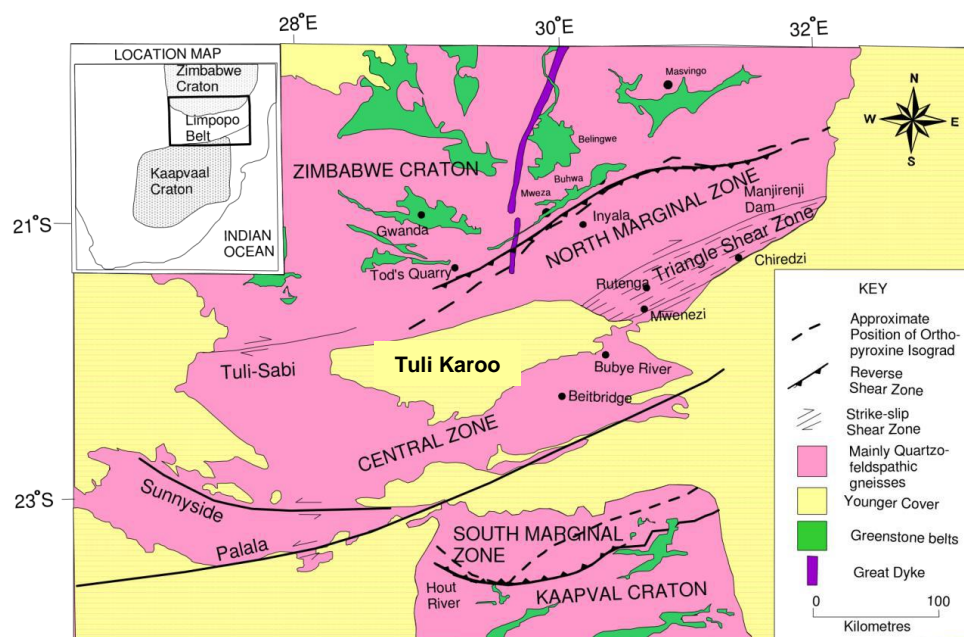 28°E
30°E
32°E
LOCATION MAP
Zimbabwe
Craton
Limpopo
Belt
Kaapvaal
Craton
INDIAN
OCEAN
N
W
E
S
Masvingo
Belingwe
ZIMBABWE CRATON
Buhwa
Mweza
NORTH MARGINAL ZONE
Manjirenji
Dam
21°S
Gwanda
Inyala
Tod's Quarry
Triangle Shear Zone
Chiredzi
Rutenga
Mwenezi
Tuli-Sabi
Tuli Karoo
Bubye River
Beitbridge
CENTRAL ZONE
23°S
Sunnyside
Palala
SOUTH MARGINAL
ZONE
Hout
River
KAAPVAL CRATON
KEY
Approximate
Position of Ortho-
pyroxine Isograd
Reverse
Shear Zone
Strike-slip
Shear Zone
Mainly Quartzo-
feldspathic
gneisses
Younger Cover
Greenstone belts
Great Dyke
0
100
Kilometres